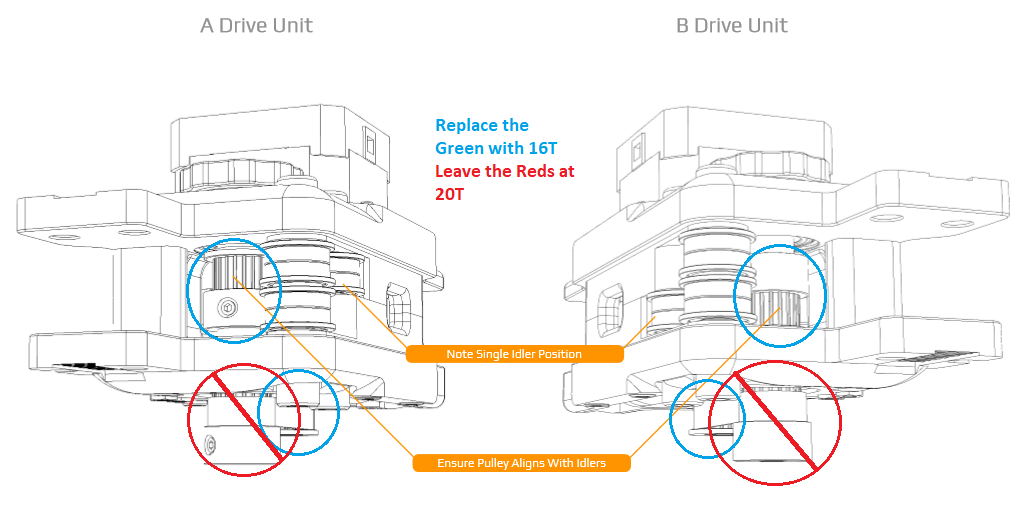 A Drive Unit
B Drive Unit
Replace the
Green with 16T
Leave the Reds at
20T
Note Single Idler Position
Ensure Pulley Aligns With Idlers